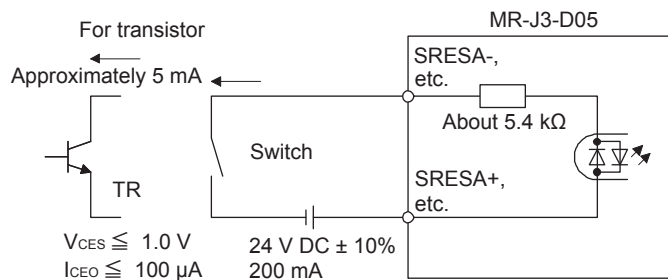 For transistor
Approximately 5 mA
TR
VCES ≦ 1.0 V
ICEO ≦ 100 µA
Switch
24 V DC ± 10%
200 mA
MR-J3-D05
SRESA-,
etc.
About 5.4 kΩ
SRESA+,
etc.